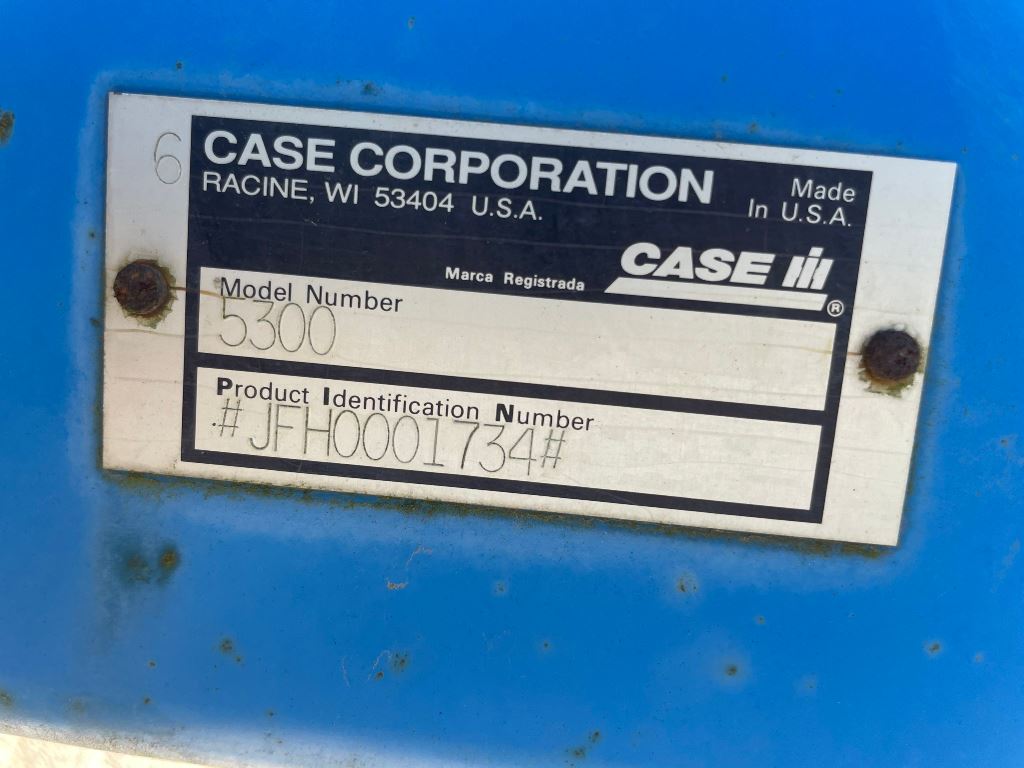 6
CASE CORPORATION
RACINE, WI 53404 U.S.A.
Made
In U.S.A.
Marca Registrada
CASE IH
®
Model Number
5300
Product Identification Number
#JFH0001734#